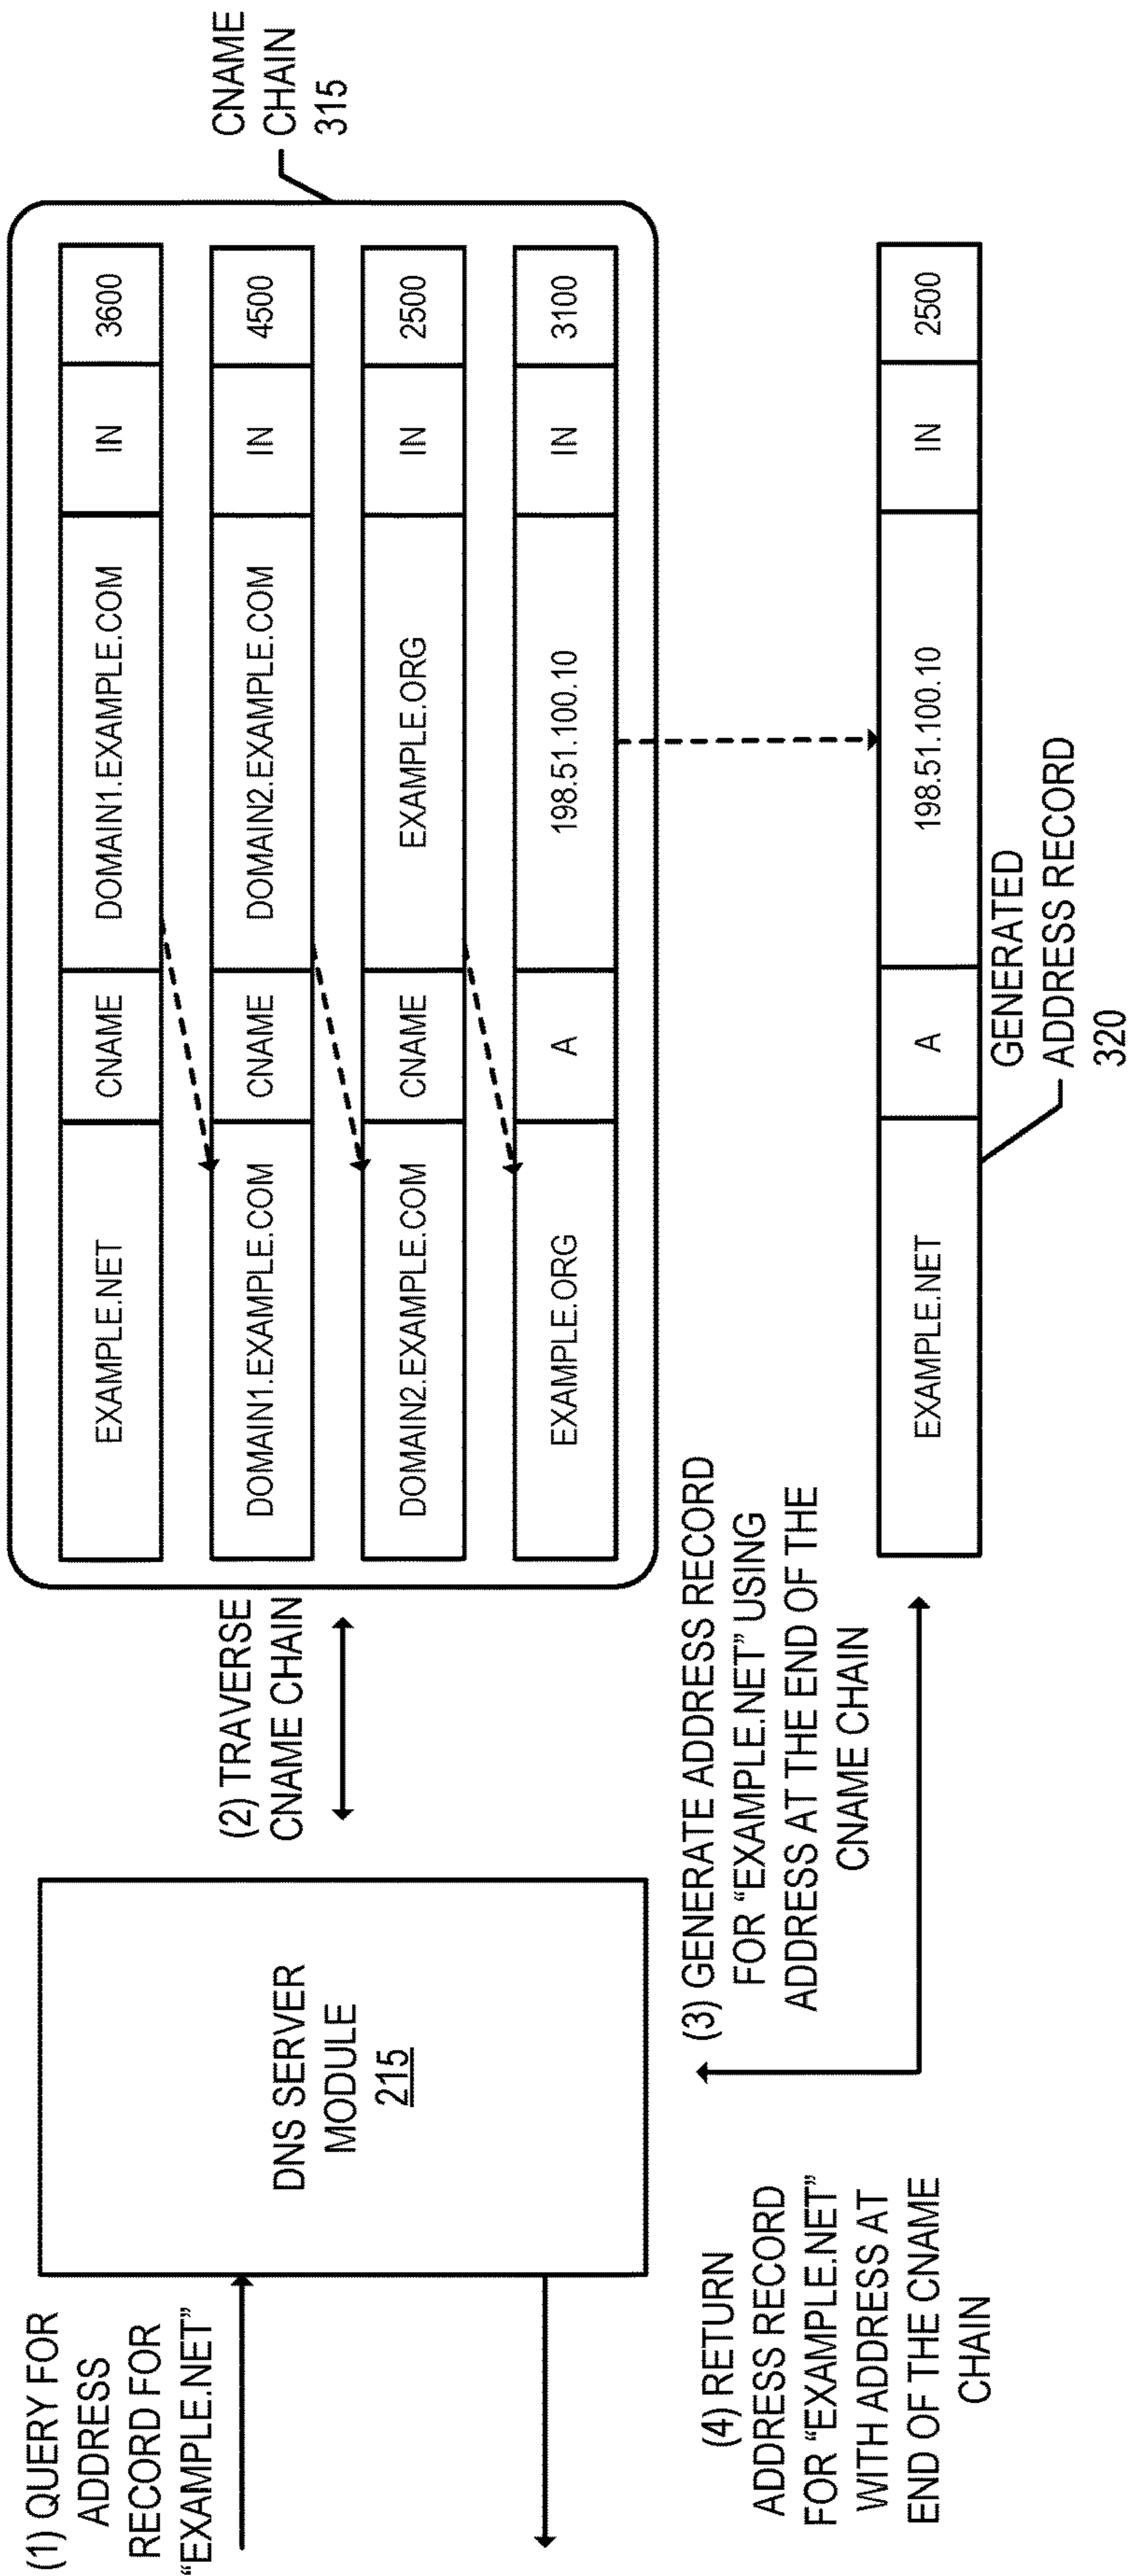 (1) QUERY FOR
ADDRESS
RECORD FOR
“EXAMPLE.NET”
DNS SERVER
MODULE
215
(2) TRAVERSE
CNAME CHAIN
EXAMPLE.NET CNAME DOMAIN1.EXAMPLE.COM IN 3600
DOMAIN1.EXAMPLE.COM CNAME DOMAIN2.EXAMPLE.COM IN 4500
DOMAIN2.EXAMPLE.COM CNAME EXAMPLE.ORG IN 2500
EXAMPLE.ORG A 198.51.100.10 IN 3100
CNAME
CHAIN
315
(3) GENERATE ADDRESS RECORD
FOR “EXAMPLE.NET” USING
ADDRESS AT THE END OF THE
CNAME CHAIN
(4) RETURN
ADDRESS RECORD
FOR “EXAMPLE.NET”
WITH ADDRESS AT
END OF THE CNAME
CHAIN
EXAMPLE.NET A 198.51.100.10 IN 2500
GENERATED
ADDRESS RECORD
320